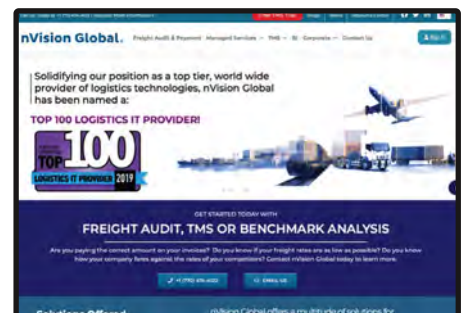 nVision Global.
Freight Audit & Payment Managed Services TMS BI Corporate Contact Us
Sign In
Solidifying our position as a top tier, world wide
provider of logistics technologies, nVision Global
has been named a:
TOP 100 LOGISTICS IT PROVIDER!
TOP 100
LOGISTICS IT PROVIDER 2019
GET STARTED TODAY WITH
FREIGHT AUDIT, TMS OR BENCHMARK ANALYSIS
Are you paying the correct amount on your invoices? Do you know if your freight rates are as low as possible? Do you know
how your company fares against the rates of your competitors? Contact nVision Global today to learn more.
EMAIL US
Solutions Offered
nVision Global offers a multitude of solutions for